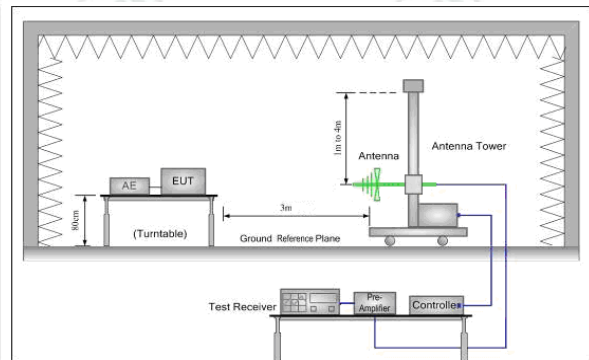 1m to 4m
Antenna
Antenna Tower
AE
EUT
3m
80cm
(Turntable)
Ground Reference Plane
Test Receiver
Pre-
Amplifier
Controller